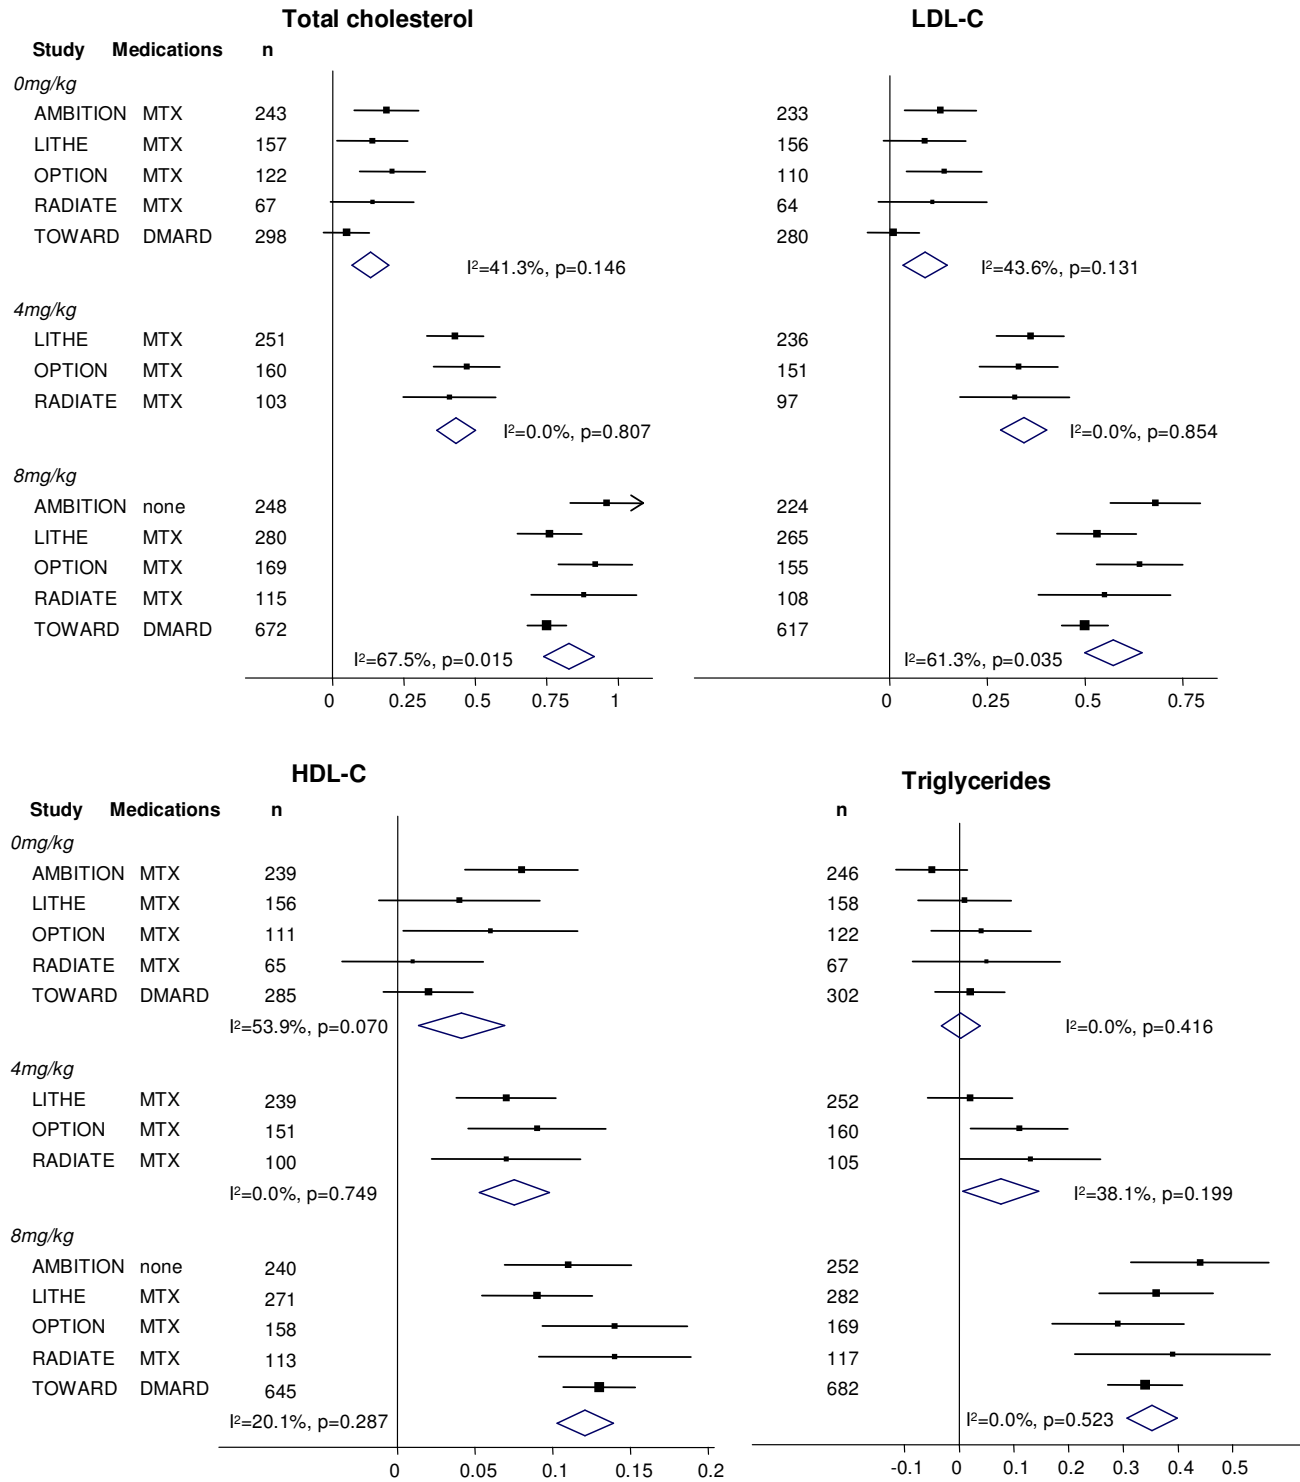 Total cholesterol LDL-C
Study Medications n
0mg/kg
AMBITION MTX 243 233
LITHE MTX 157 156
OPTION MTX 122 110
RADIATE MTX 67 64
TOWARD DMARD 298 280
I²=41.3%, p=0.146 I²=43.6%, p=0.131
4mg/kg
LITHE MTX 251 236
OPTION MTX 160 151
RADIATE MTX 103 97
I²=0.0%, p=0.807 I²=0.0%, p=0.854
8mg/kg
AMBITION none 248 224
LITHE MTX 280 265
OPTION MTX 169 155
RADIATE MTX 115 108
TOWARD DMARD 672 617
I²=67.5%, p=0.015 I²=61.3%, p=0.035
0 0.25 0.5 0.75 1 0 0.25 0.5 0.75
HDL-C Triglycerides
Study Medications n n
0mg/kg
AMBITION MTX 239 246
LITHE MTX 156 158
OPTION MTX 111 122
RADIATE MTX 65 67
TOWARD DMARD 285 302
I²=53.9%, p=0.070 I²=0.0%, p=0.416
4mg/kg
LITHE MTX 239 252
OPTION MTX 151 160
RADIATE MTX 100 105
I²=0.0%, p=0.749 I²=38.1%, p=0.199
8mg/kg
AMBITION none 240 252
LITHE MTX 271 282
OPTION MTX 158 169
RADIATE MTX 113 117
TOWARD DMARD 645 682
I²=20.1%, p=0.287 I²=0.0%, p=0.523
0 0.05 0.1 0.15 0.2 -0.1 0 0.1 0.2 0.3 0.4 0.5